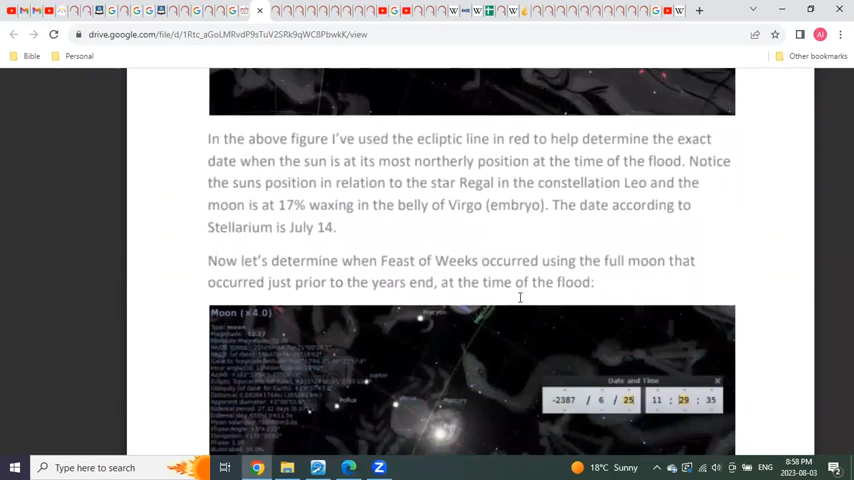 drive.google.com/file/d/1Rtc_aGoLMRvdP9sTuV2SRk9qWC8PbwkK/view
Bible
Personal
Other bookmarks
In the above figure I've used the ecliptic line in red to help determine the exact
date when the sun is at its most northerly position at the time of the flood. Notice
the suns position in relation to the star Regal in the constellation Leo and the
moon is at 17% waxing in the belly of Virgo (embryo). The date according to
Stellarium is July 14.
Now let's determine when Feast of Weeks occurred using the full moon that
occurred just prior to the years end, at the time of the flood:
Moon (×4.0)
Type: moon
Pollux
Mercury
Date and Time
-2387 / 6 / 25 11 : 29 : 35
Type here to search
18°C Sunny
ENG
8:58 PM
2023-08-03